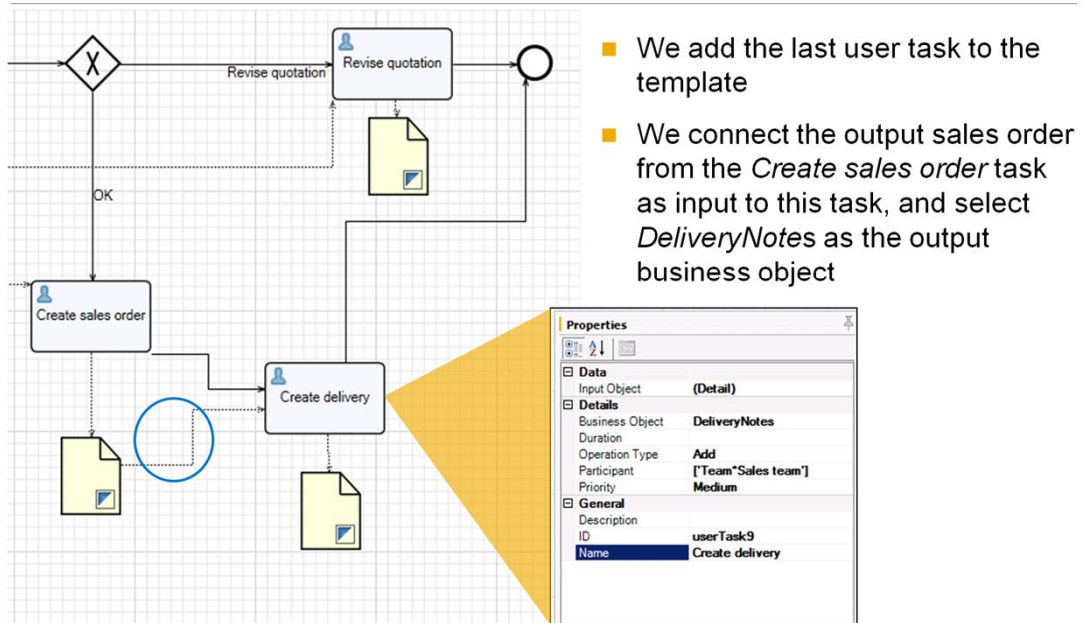 X
Revise quotation
Revise quotation
OK
Create sales order
Create delivery
We add the last user task to the
template
We connect the output sales order
from the Create sales order task
as input to this task, and select
DeliveryNotes as the output
business object
Properties
A
Z
Data
Input Object (Detail)
Details
Business Object DeliveryNotes
Duration
Operation Type Add
Participant ['Team*Sales team']
Priority Medium
General
Description
ID userTask9
Name Create delivery